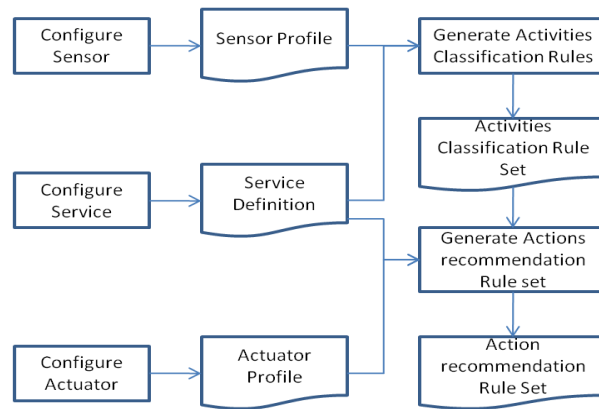 Configure
Sensor
Sensor Profile
Generate Activities
Classification Rules
Activities
Classification Rule
Set
Configure
Service
Service
Definition
Generate Actions
recommendation
Rule set
Configure
Actuator
Actuator
Profile
Action
recommendation
Rule Set